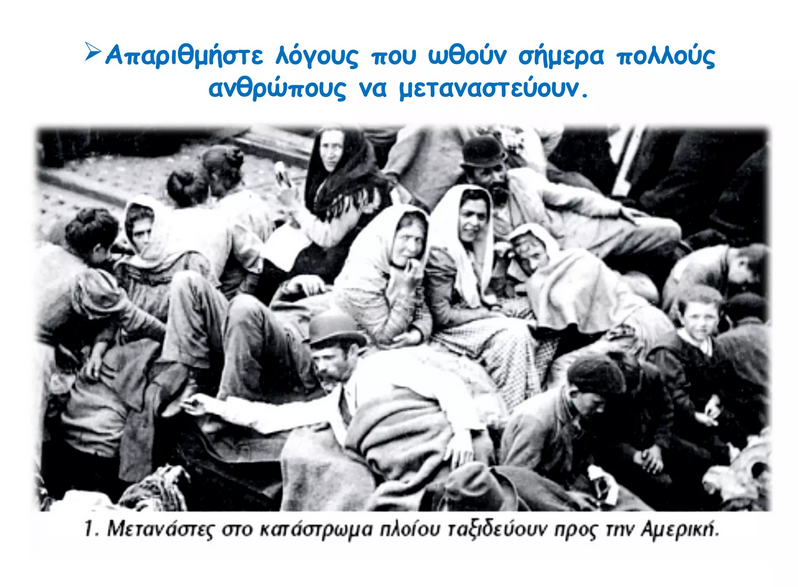 ➢Απαριθμήστε λόγους που ωθούν σήμερα πολλούς
ανθρώπους να μεταναστεύουν.
1. Μετανάστες στο κατάστρωμα πλοίου ταξιδεύουν προς την Αμερική.